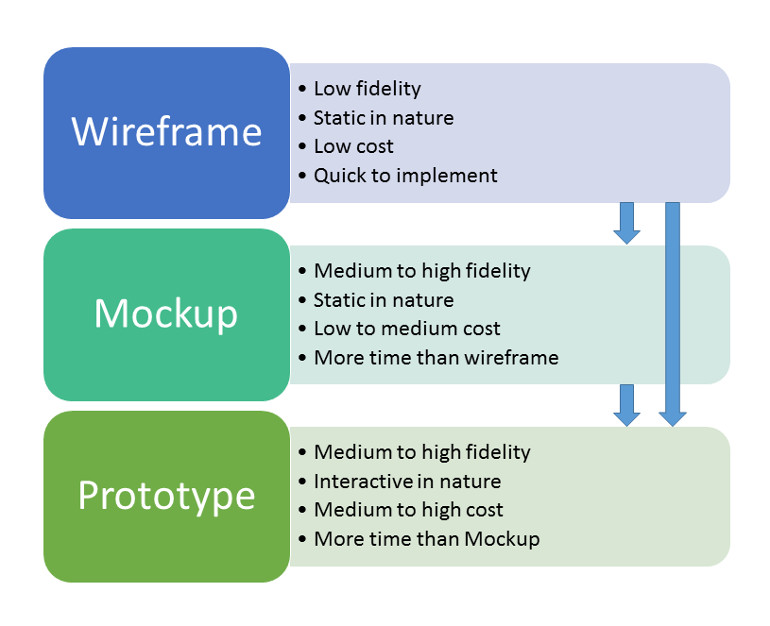 Wireframe
• Low fidelity
• Static in nature
• Low cost
• Quick to implement
Mockup
• Medium to high fidelity
• Static in nature
• Low to medium cost
• More time than wireframe
Prototype
• Medium to high fidelity
• Interactive in nature
• Medium to high cost
• More time than Mockup